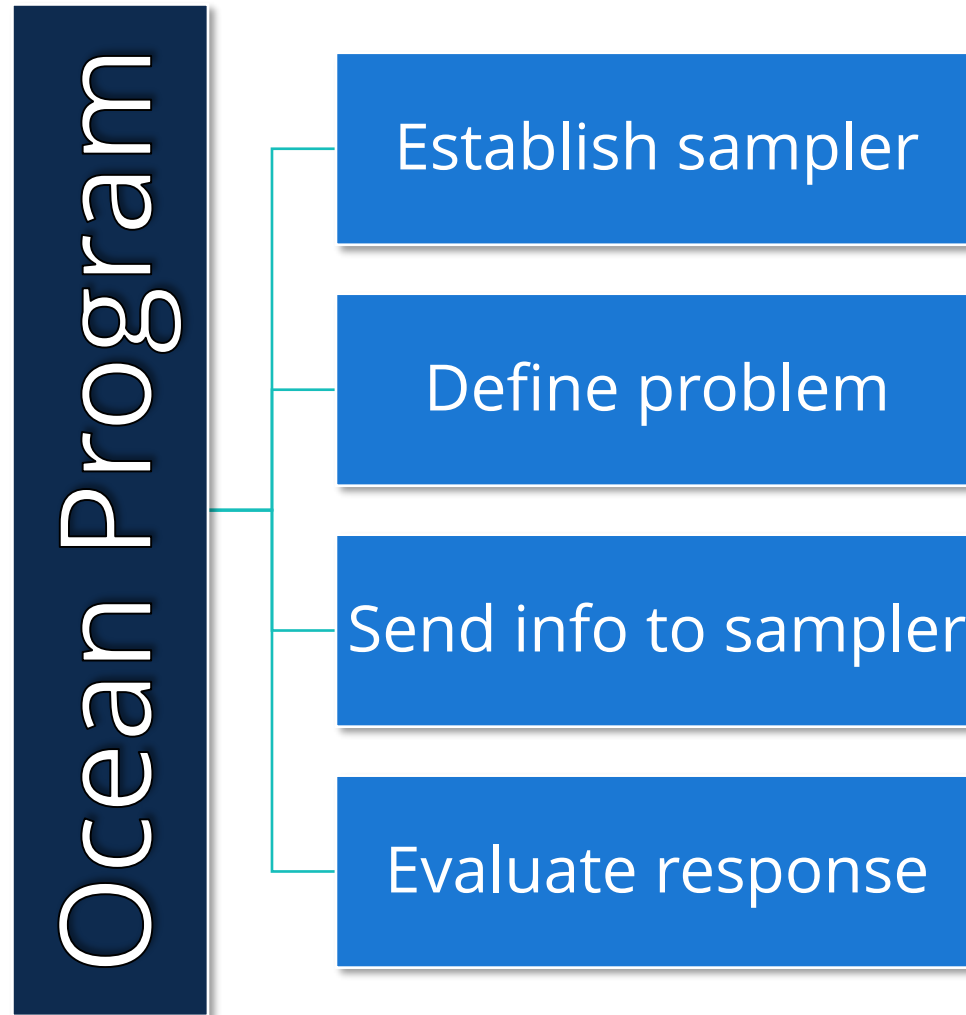 Ocean Program
Establish sampler
Define problem
Send info to sampler
Evaluate response